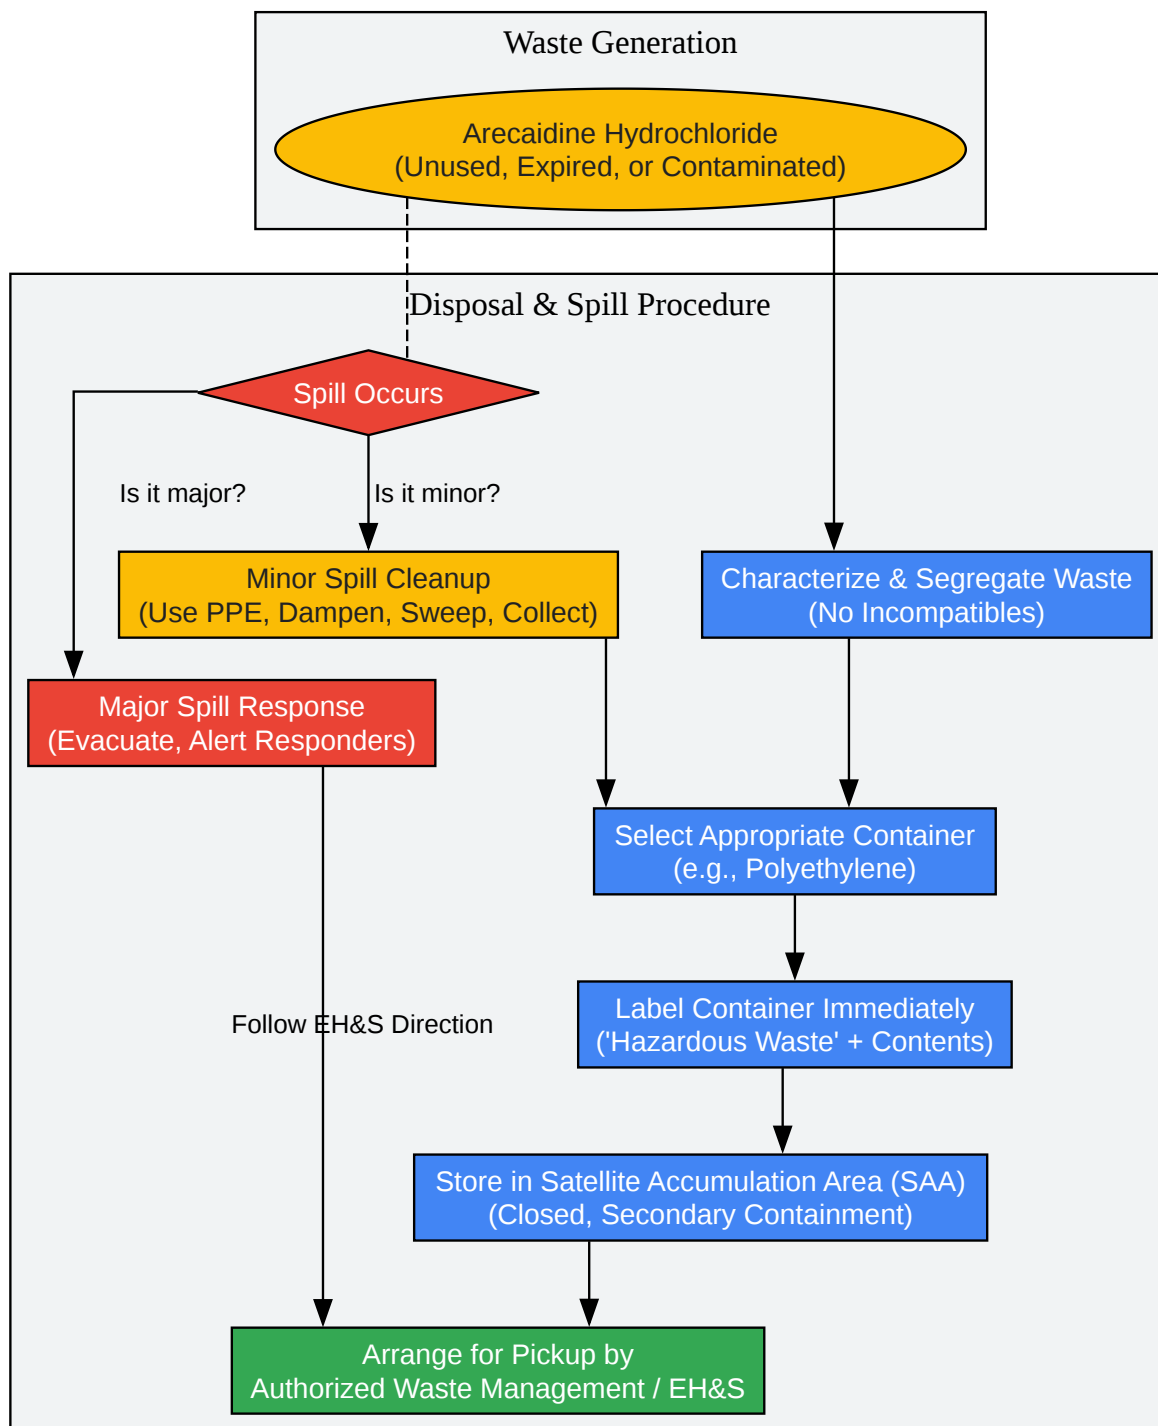 Waste Generation
Arecaidine Hydrochloride
(Unused, Expired, or Contaminated)
Disposal & Spill Procedure
Spill Occurs
Is it major?
Is it minor?
Minor Spill Cleanup
(Use PPE, Dampen, Sweep, Collect)
Characterize & Segregate Waste
(No Incompatibles)
Major Spill Response
(Evacuate, Alert Responders)
Select Appropriate Container
(e.g., Polyethylene)
Label Container Immediately
('Hazardous Waste' + Contents)
Follow EH&S Direction
Store in Satellite Accumulation Area (SAA)
(Closed, Secondary Containment)
Arrange for Pickup by
Authorized Waste Management / EH&S